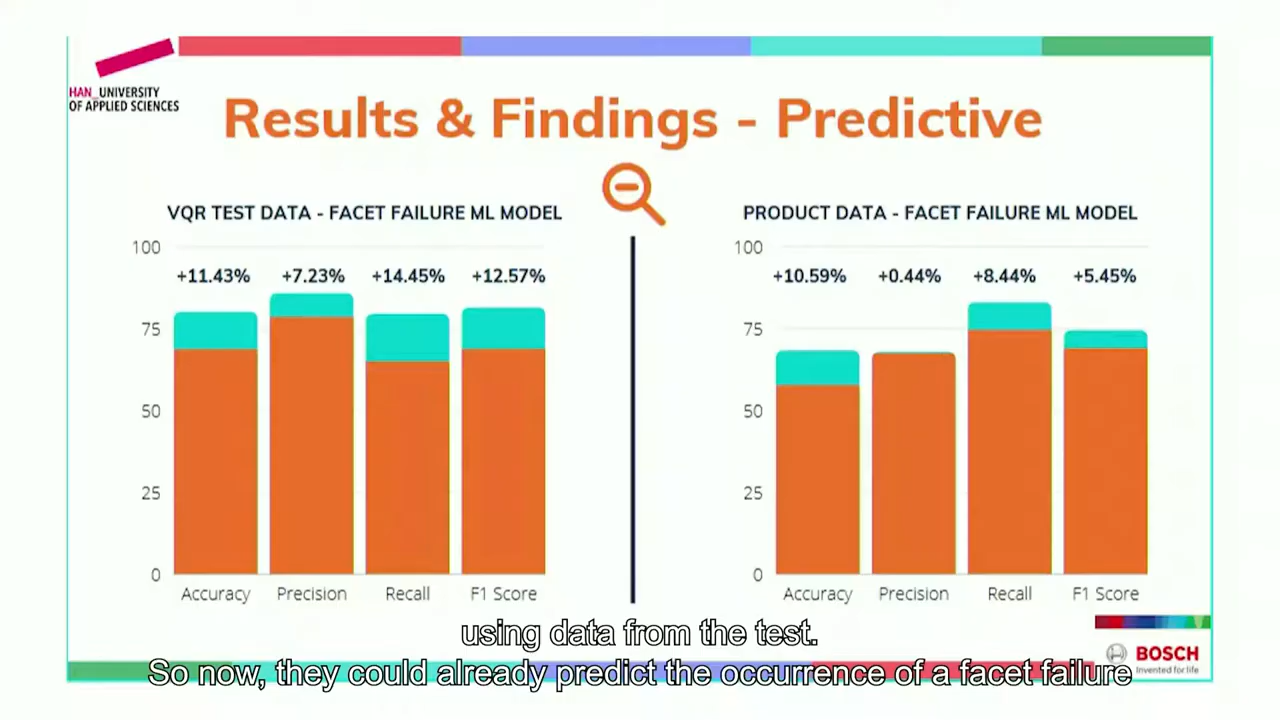 HAN_UNIVERSITY
OF APPLIED SCIENCES
Results & Findings - Predictive
VQR TEST DATA - FACET FAILURE ML MODEL
100
+11.43%
+7.23%
+14.45%
+12.57%
75
50
25
0
Accuracy
Precision
Recall
F1 Score
PRODUCT DATA - FACET FAILURE ML MODEL
100
+10.59%
+0.44%
+8.44%
+5.45%
75
50
25
0
Accuracy
Precision
Recall
F1 Score
BOSCH
Invented for life
using data from the test.
So now, they could already predict the occurrence of a facet failure